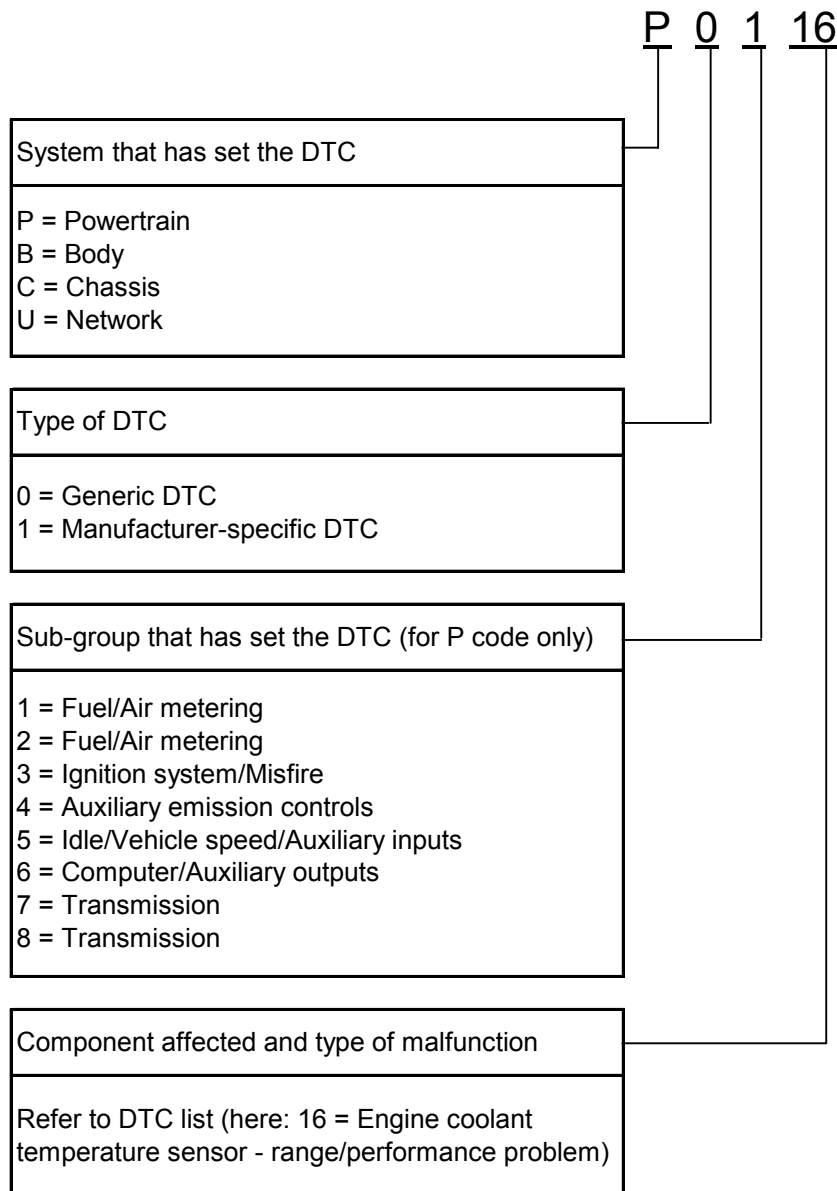 P 0 1 16
System that has set the DTC
P = Powertrain
B = Body
C = Chassis
U = Network
Type of DTC
0 = Generic DTC
1 = Manufacturer-specific DTC
Sub-group that has set the DTC (for P code only)
1 = Fuel/Air metering
2 = Fuel/Air metering
3 = Ignition system/Misfire
4 = Auxiliary emission controls
5 = Idle/Vehicle speed/Auxiliary inputs
6 = Computer/Auxiliary outputs
7 = Transmission
8 = Transmission
Component affected and type of malfunction
Refer to DTC list (here: 16 = Engine coolant
temperature sensor - range/performance problem)